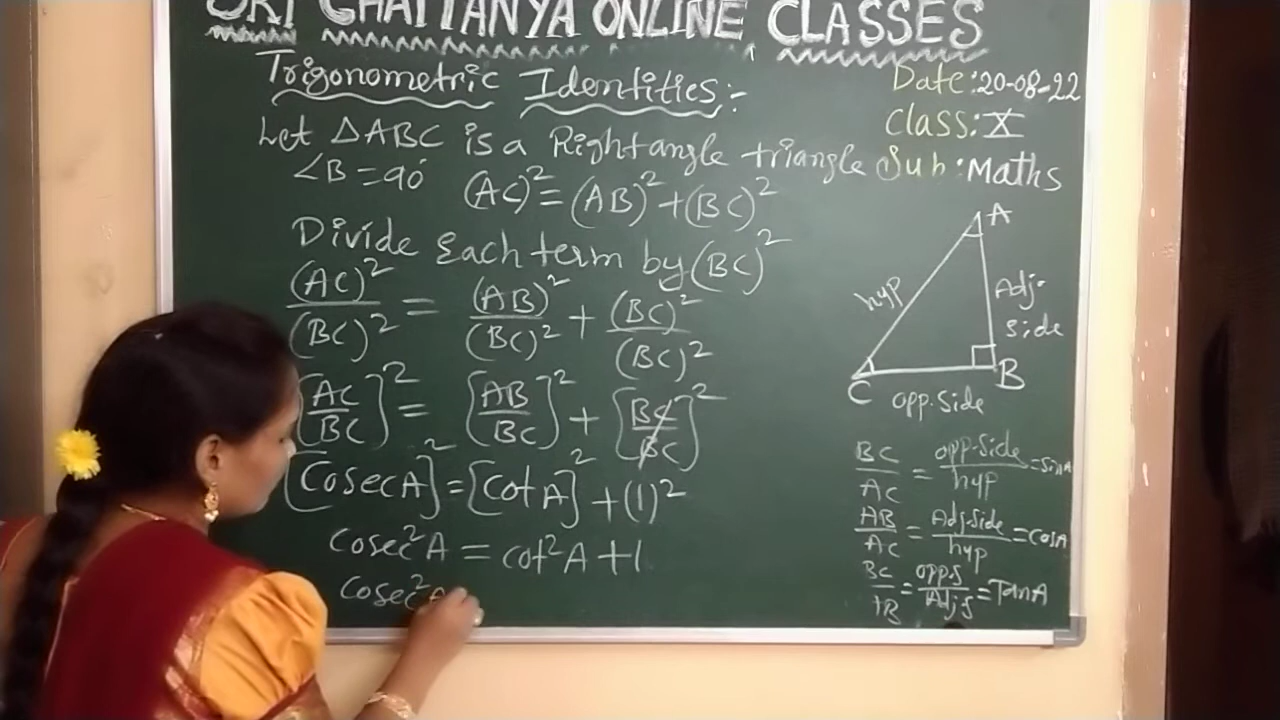 SRI CHAITANYA ONLINE CLASSES
Trigonometric Identities:-
Date:20-08-22
Class:X
Sub:Maths
Let △ABC is a Rightangle triangle
∠B=90° (AC)²=(AB)²+(BC)²
Divide Each term by (BC)²
(AC)²/(BC)² = (AB)²/(BC)² + (BC)²/(BC)²
[AC/BC]² = [AB/BC]² + [BC/BC]²
[CosecA]² = [CotA]² + (1)²
cosec²A = cot²A + 1
Cosec²A
A
hyp
Adj-
side
C
B
opp.side
BC/AC = opp-side/hyp = sinA
AB/AC = Adj-side/hyp = cosA
BC/AB = opp.s/Adj.s = TanA